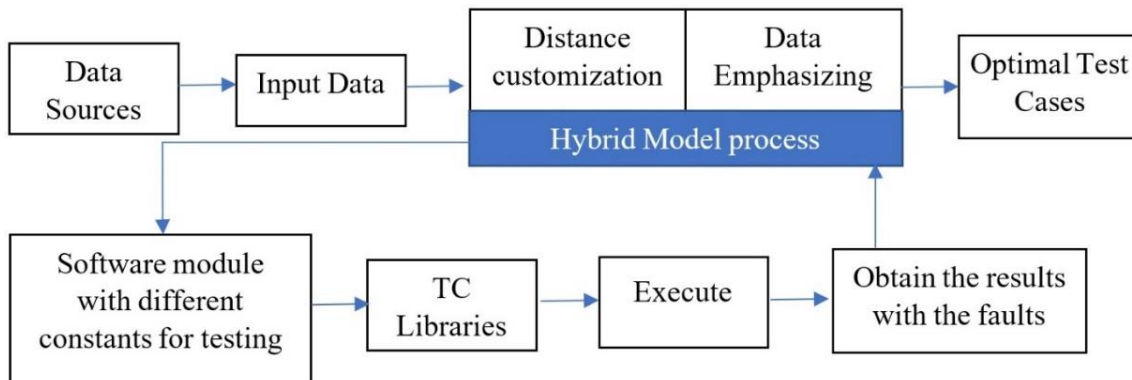 Data
Sources
Input Data
Distance
customization
Data
Emphasizing
Hybrid Model process
Optimal Test
Cases
Software module
with different
constants for testing
TC
Libraries
Execute
Obtain the results
with the faults